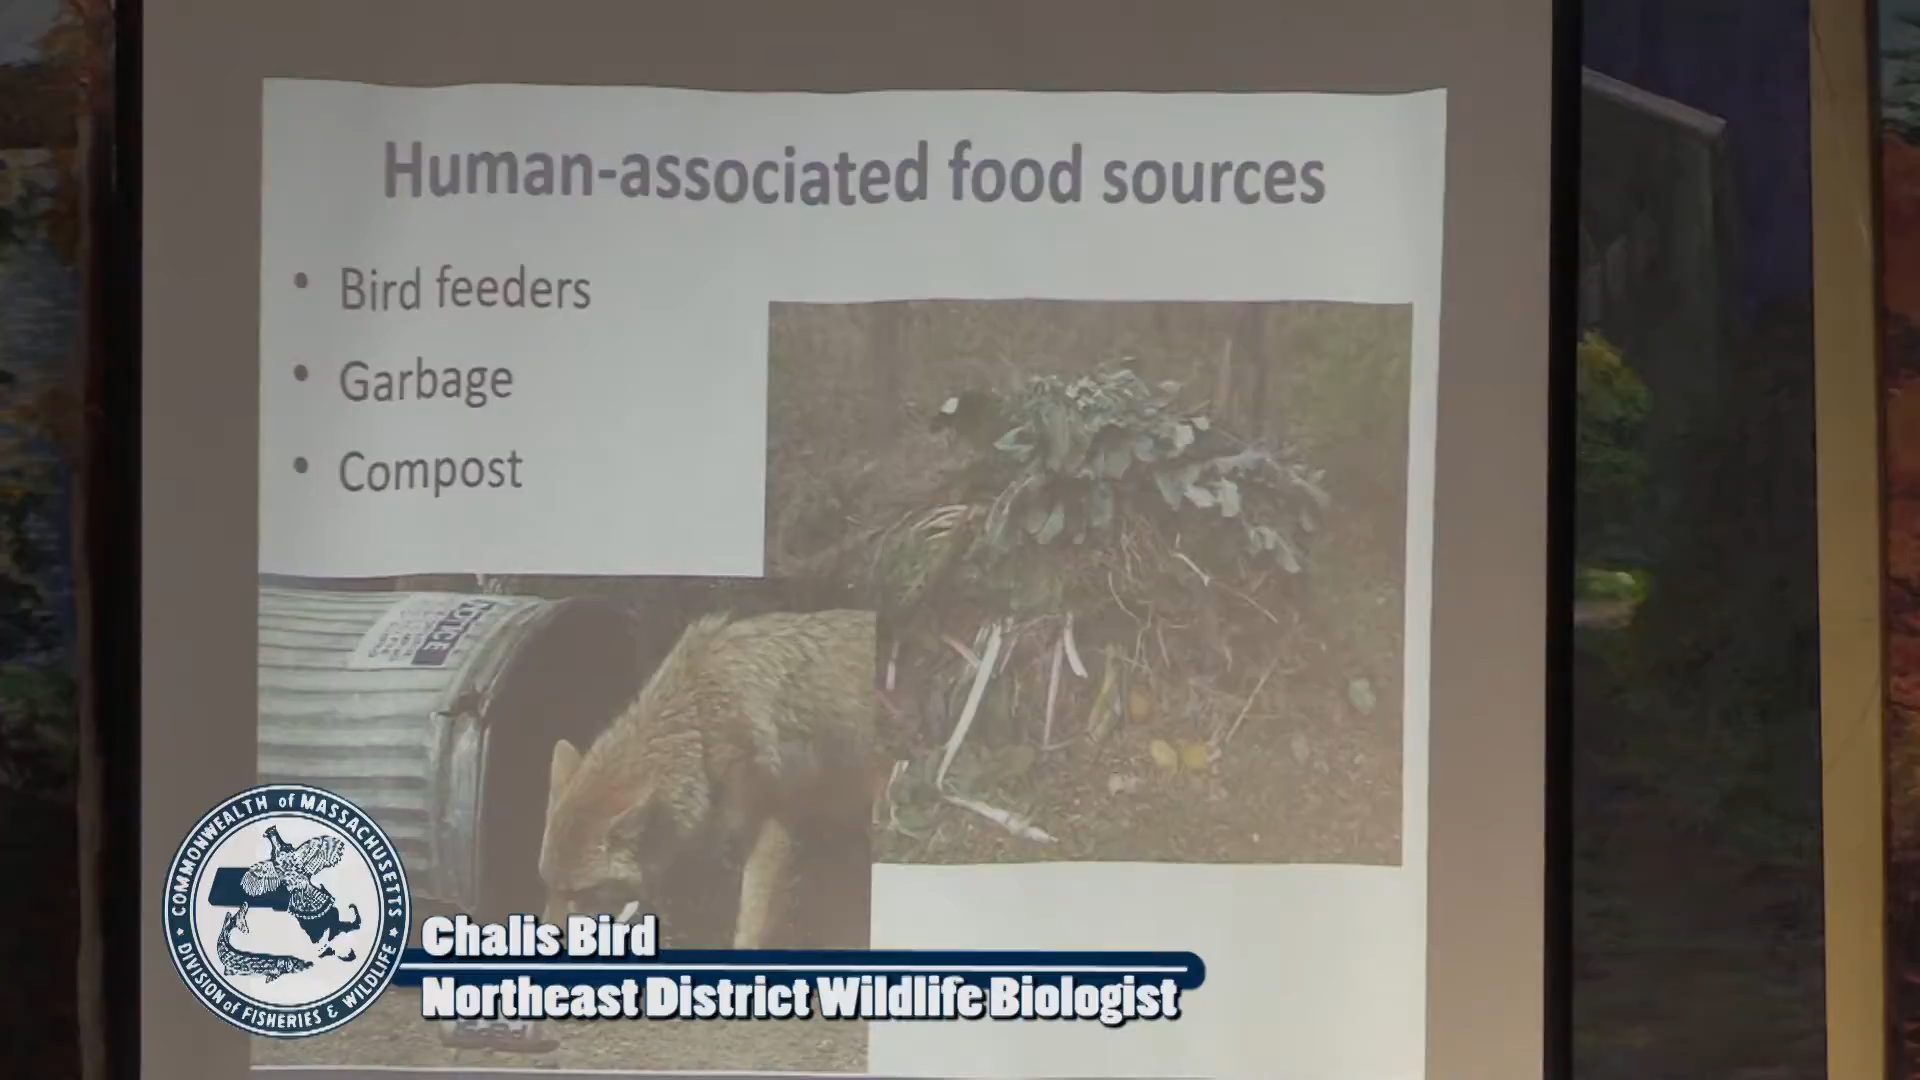 Human-associated food sources
• Bird feeders
• Garbage
• Compost
NOTICE
COMMONWEALTH of MASSACHUSETTS
DIVISION of FISHERIES & WILDLIFE
Chalis Bird
Northeast District Wildlife Biologist